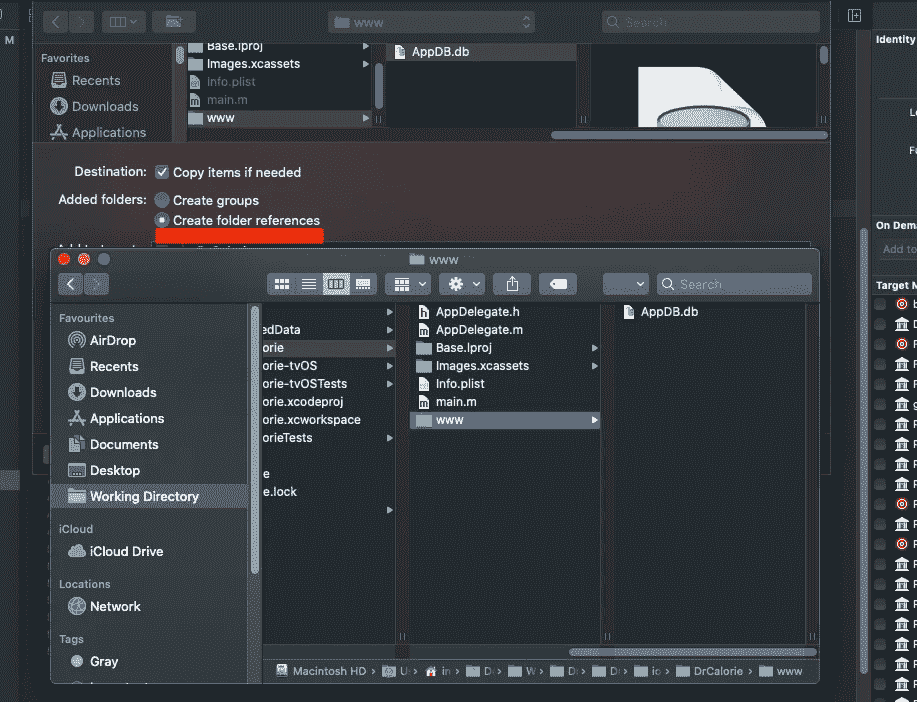 M
www
Search
Identity
Favorites
Recents
Downloads
Applications
Base.lproj
Images.xcassets
Info.plist
main.m
www
AppDB.db
Destination:
Copy items if needed
Added folders:
Create groups
Create folder references
On Dema
Add to
Target M
www
Search
Favourites
AirDrop
Recents
Downloads
Applications
Documents
Desktop
Working Directory
iCloud
iCloud Drive
Locations
Network
Tags
Gray
edData
orie
orie-tvOS
orie-tvOSTests
orie.xcodeproj
orie.xcworkspace
orieTests
e
e.lock
AppDelegate.h
AppDelegate.m
Base.lproj
Images.xcassets
Info.plist
main.m
www
AppDB.db
Macintosh HD › U › in › D › W › D › D › io › DrCalorie › www